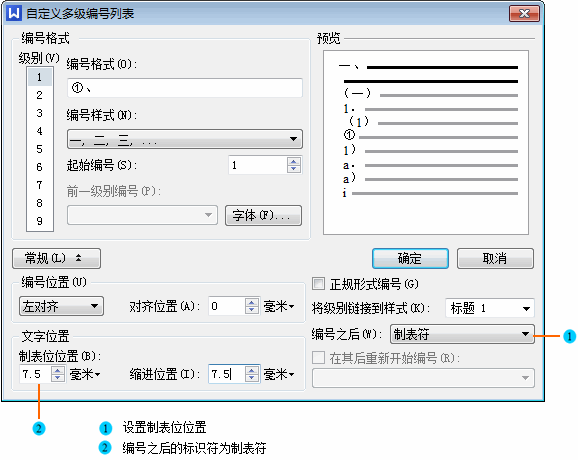 自定义多级编号列表
编号格式
级别(V)
1
2
3
4
5
6
7
8
9
编号格式(O):
①、
编号样式(N):
一, 二, 三, ...
起始编号(S):
1
前一级别编号(P):
字体(F)...
预览
一、
(一)
1.
(1)
①
1)
a.
a)
i
常规(L)
确定
取消
编号位置(U)
左对齐
对齐位置(A):
0
毫米
文字位置
制表位位置(B):
7.5
毫米
缩进位置(I):
7.5
毫米
正规形式编号(G)
将级别链接到样式(K):
标题 1
编号之后(W):
制表符
在其后重新开始编号(R):
1
2
1 设置制表位位置
2 编号之后的标识符为制表符